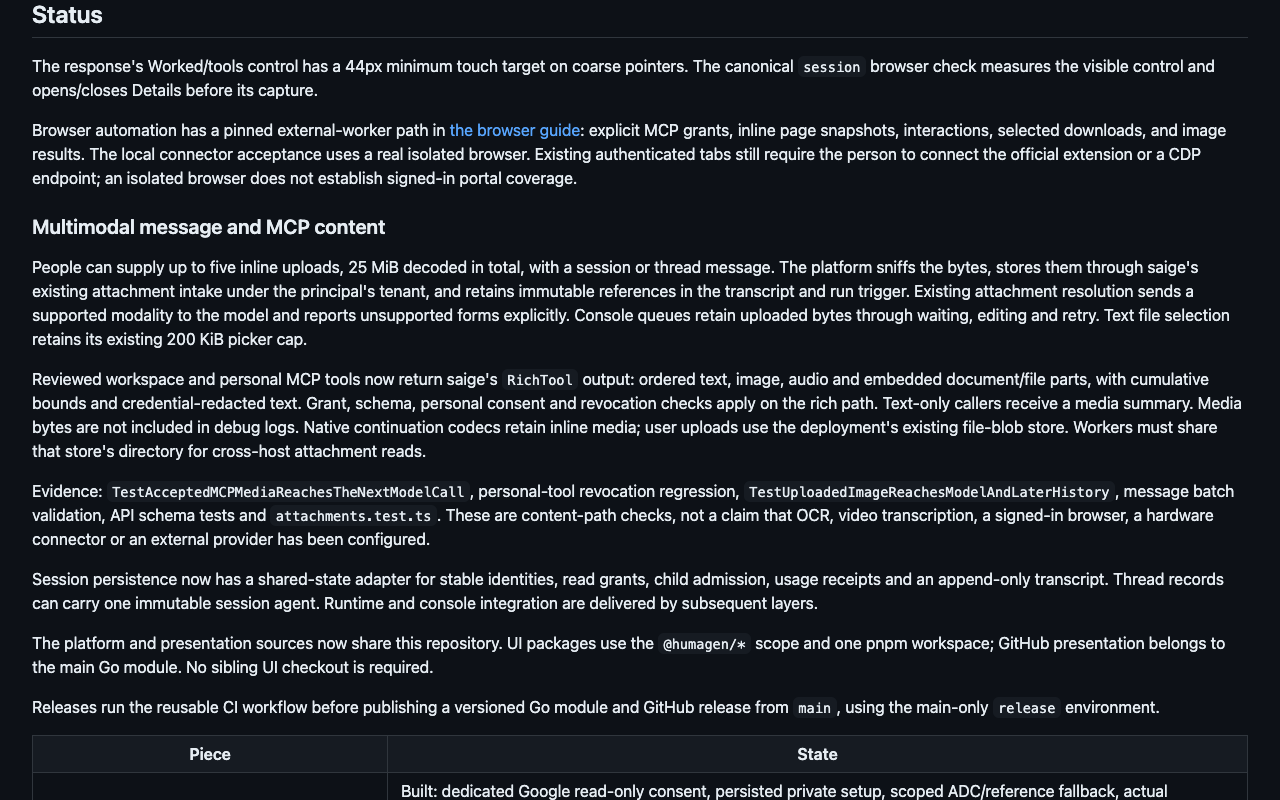 Status
The response's Worked/tools control has a 44px minimum touch target on coarse pointers. The canonical session browser check measures the visible control and
opens/closes Details before its capture.
Browser automation has a pinned external-worker path in the browser guide: explicit MCP grants, inline page snapshots, interactions, selected downloads, and image
results. The local connector acceptance uses a real isolated browser. Existing authenticated tabs still require the person to connect the official extension or a CDP
endpoint; an isolated browser does not establish signed-in portal coverage.
Multimodal message and MCP content
People can supply up to five inline uploads, 25 MiB decoded in total, with a session or thread message. The platform sniffs the bytes, stores them through saige's
existing attachment intake under the principal's tenant, and retains immutable references in the transcript and run trigger. Existing attachment resolution sends a
supported modality to the model and reports unsupported forms explicitly. Console queues retain uploaded bytes through waiting, editing and retry. Text file selection
retains its existing 200 KiB picker cap.
Reviewed workspace and personal MCP tools now return saige's RichTool output: ordered text, image, audio and embedded document/file parts, with cumulative
bounds and credential-redacted text. Grant, schema, personal consent and revocation checks apply on the rich path. Text-only callers receive a media summary. Media
bytes are not included in debug logs. Native continuation codecs retain inline media; user uploads use the deployment's existing file-blob store. Workers must share
that store's directory for cross-host attachment reads.
Evidence: TestAcceptedMCPMediaReachesTheNextModelCall, personal-tool revocation regression, TestUploadedImageReachesModelAndLaterHistory, message batch
validation, API schema tests and attachments.test.ts. These are content-path checks, not a claim that OCR, video transcription, a signed-in browser, a hardware
connector or an external provider has been configured.
Session persistence now has a shared-state adapter for stable identities, read grants, child admission, usage receipts and an append-only transcript. Thread records
can carry one immutable session agent. Runtime and console integration are delivered by subsequent layers.
The platform and presentation sources now share this repository. UI packages use the @humagen/* scope and one pnpm workspace; GitHub presentation belongs to
the main Go module. No sibling UI checkout is required.
Releases run the reusable CI workflow before publishing a versioned Go module and GitHub release from main, using the main-only release environment.
Piece State
Built: dedicated Google read-only consent, persisted private setup, scoped ADC/reference fallback, actual